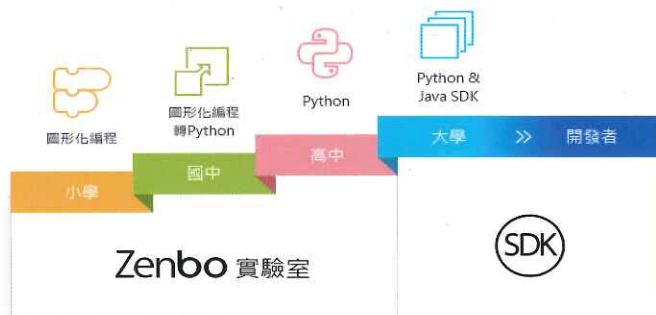 圖形化編程
圖形化編程
轉Python
Python
Python &
Java SDK
小學
國中
高中
大學 » 開發者
Zenbo 實驗室
SDK